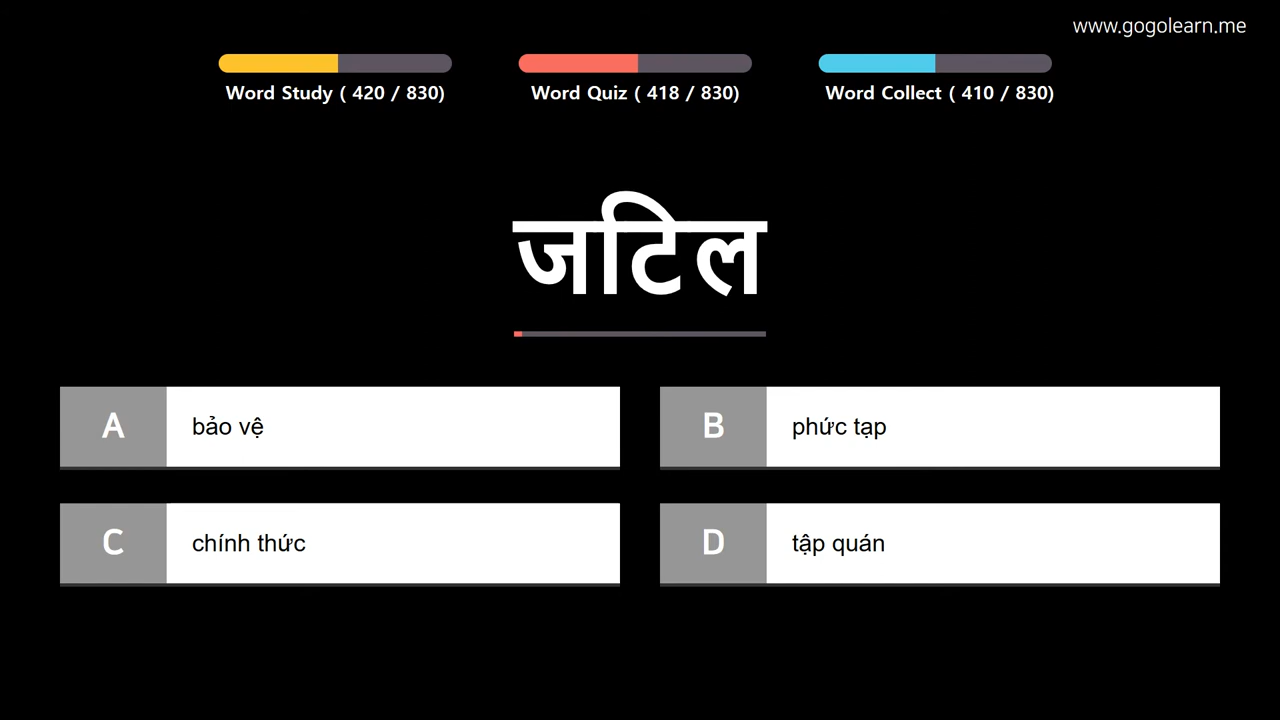 www.gogolearn.me
Word Study ( 420 / 830)
Word Quiz ( 418 / 830)
Word Collect ( 410 / 830)
जटिल
A
bảo vệ
B
phức tạp
C
chính thức
D
tập quán